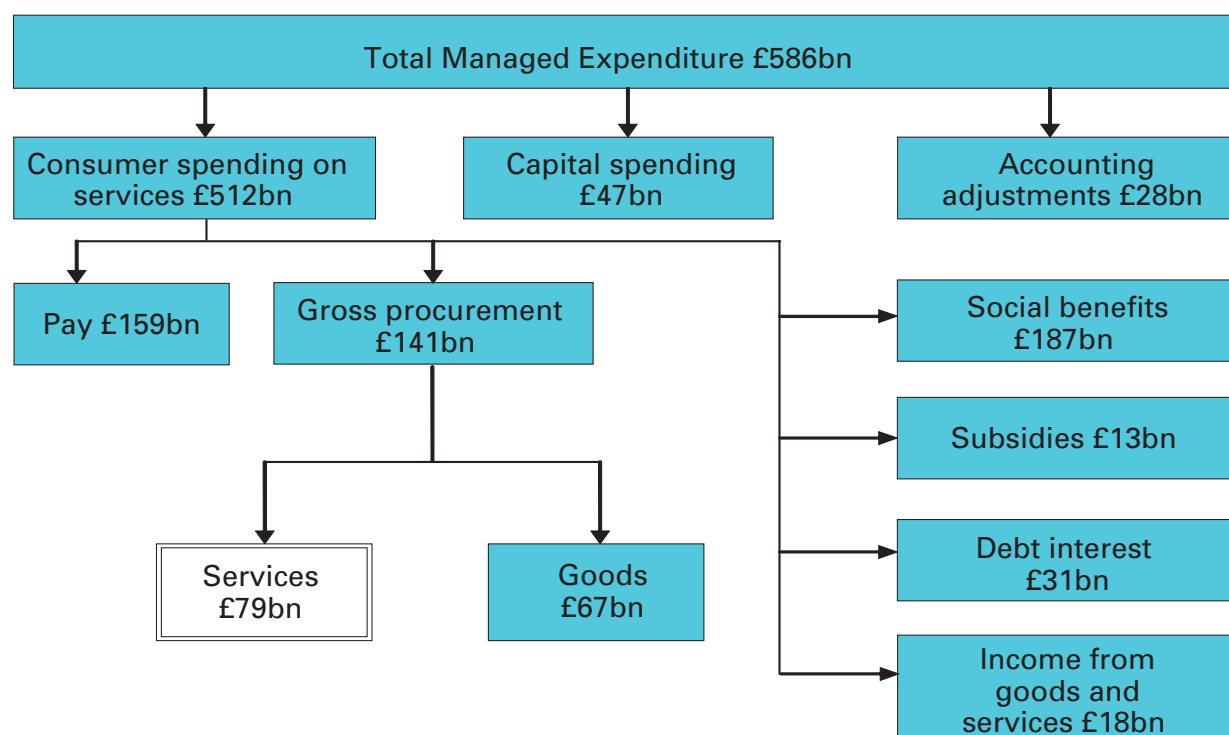 Total Managed Expenditure £586bn
Consumer spending on
services £512bn
Capital spending
£47bn
Accounting
adjustments £28bn
Pay £159bn
Gross procurement
£141bn
Social benefits
£187bn
Subsidies £13bn
Services
£79bn
Goods
£67bn
Debt interest
£31bn
Income from
goods and
services £18bn